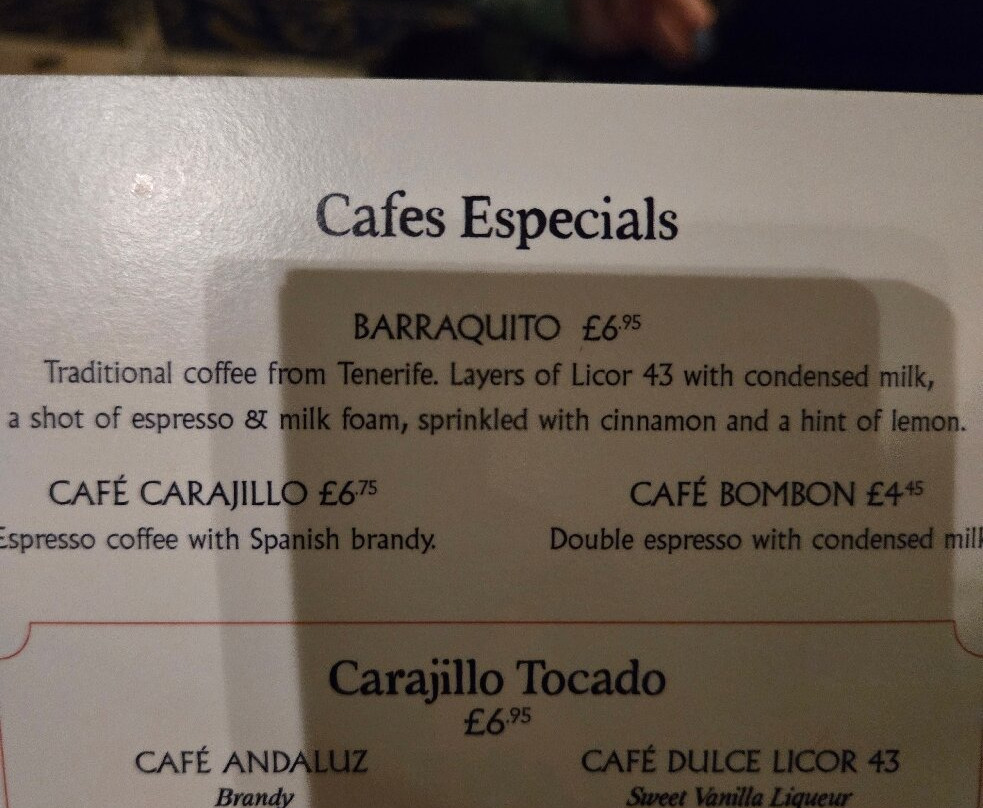 Cafes Especials
BARRAQUITO £6.95
Traditional coffee from Tenerife. Layers of Licor 43 with condensed milk,
a shot of espresso & milk foam, sprinkled with cinnamon and a hint of lemon.
CAFÉ CARAJILLO £6.75
Espresso coffee with Spanish brandy.
CAFÉ BOMBON £4.45
Double espresso with condensed milk
Carajillo Tocado
£6.95
CAFÉ ANDALUZ
Brandy
CAFÉ DULCE LICOR 43
Sweet Vanilla Liqueur